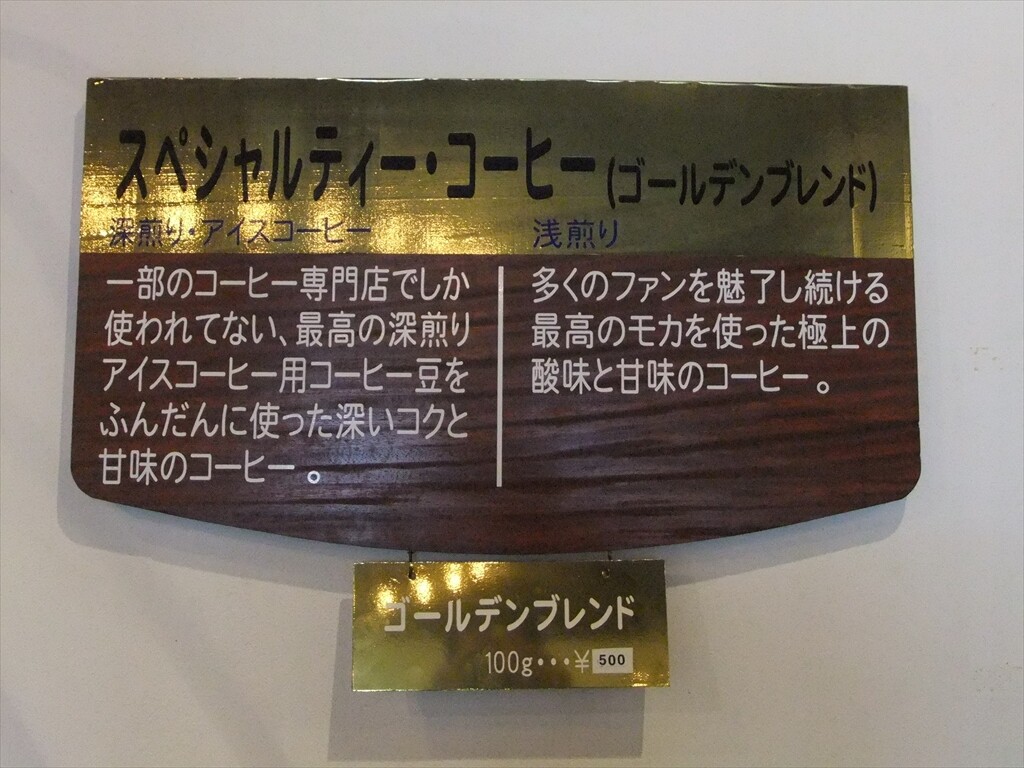 スペシャルティー・コーヒー(ゴールデンブレンド)
深煎り・アイスコーヒー
一部のコーヒー専門店でしか
使われてない、最高の深煎り
アイスコーヒー用コーヒー豆を
ふんだんに使った深いコクと
甘味のコーヒー。
浅煎り
多くのファンを魅了し続ける
最高のモカを使った極上の
酸味と甘味のコーヒー。
ゴールデンブレンド
100g・・・¥500